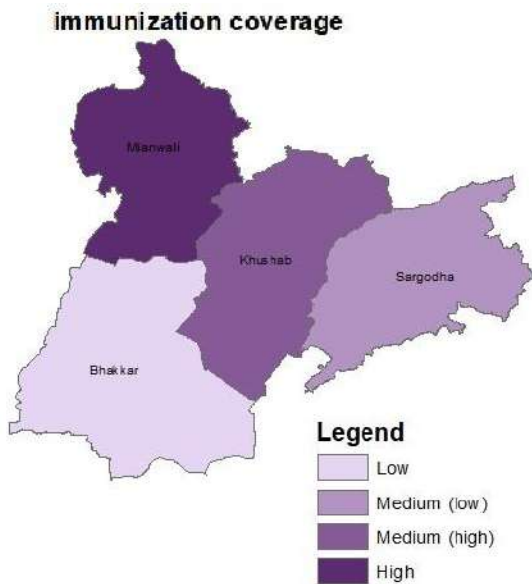 immunization coverage
Mianwali
Khushab
Sargodha
Bhakkar
Legend
Low
Medium (low)
Medium (high)
High